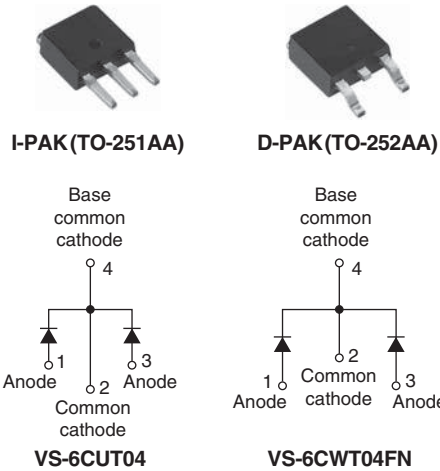 I-PAK (TO-251AA)
D-PAK (TO-252AA)
Base
common
cathode
4
1
3
Anode
2
Anode
Common
cathode
VS-6CUT04
Base
common
cathode
4
2
1
3
Anode
Common
cathode
Anode
VS-6CWT04FN